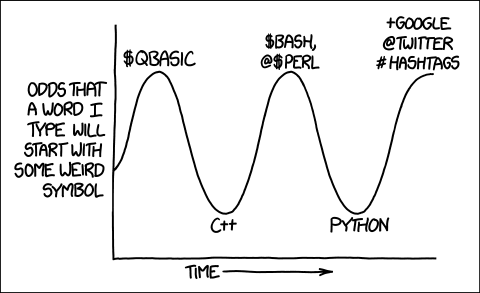 ODDS THAT
A WORD I
TYPE WILL
START WITH
SOME WEIRD
SYMBOL
$QBASIC
C++
$BASH,
@$PERL
PYTHON
+GOOGLE
@TWITTER
#HASHTAGS
TIME